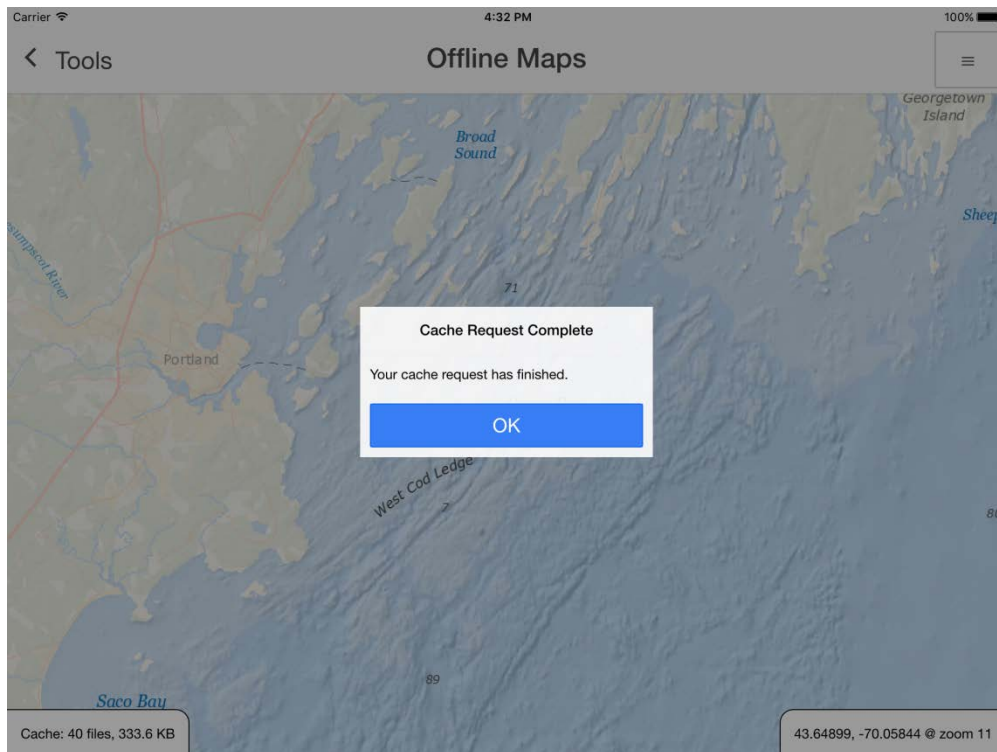 Carrier
4:32 PM
100%
Tools
Offline Maps
Georgetown
Island
Broad
Sound
Sheep
sumpscot River
71
Portland
Cache Request Complete
Your cache request has finished.
OK
West Cod Ledge
7
80
89
Saco Bay
Cache: 40 files, 333.6 KB
43.64899, -70.05844 @ zoom 11